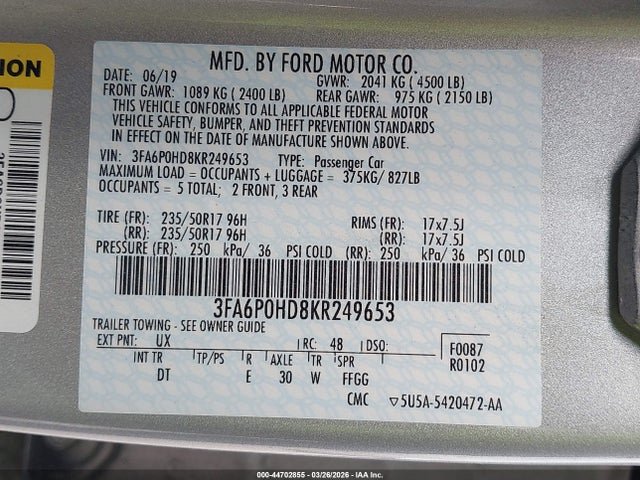 TION
MFD. BY FORD MOTOR CO.
DATE: 06/19 GVWR: 2041 KG ( 4500 LB)
FRONT GAWR: 1089 KG ( 2400 LB) REAR GAWR: 975 KG ( 2150 LB)
THIS VEHICLE CONFORMS TO ALL APPLICABLE FEDERAL MOTOR
VEHICLE SAFETY, BUMPER, AND THEFT PREVENTION STANDARDS
IN EFFECT ON THE DATE OF MANUFACTURE SHOWN ABOVE.
VIN: 3FA6P0HD8KR249653 TYPE: Passenger Car
MAXIMUM LOAD = OCCUPANTS + LUGGAGE = 375KG/ 827LB
OCCUPANTS = 5 TOTAL; 2 FRONT, 3 REAR
TIRE (FR): 235/50R17 96H RIMS (FR): 17x7.5J
(RR): 235/50R17 96H (RR): 17x7.5J
PRESSURE (FR): 250 kPa/ 36 PSI COLD (RR): 250 kPa/ 36 PSI COLD
3FA6P0HD8KR249653
TRAILER TOWING - SEE OWNER GUIDE
EXT PNT: UX RC: 48 DSO: F0087
INT TR TP/PS R AXLE TR SPR R0102
DT E 30 W FFGG
CMC ▽5U5A-5420472-AA
000-44702855 | 03/26/2026 | IAA Inc.